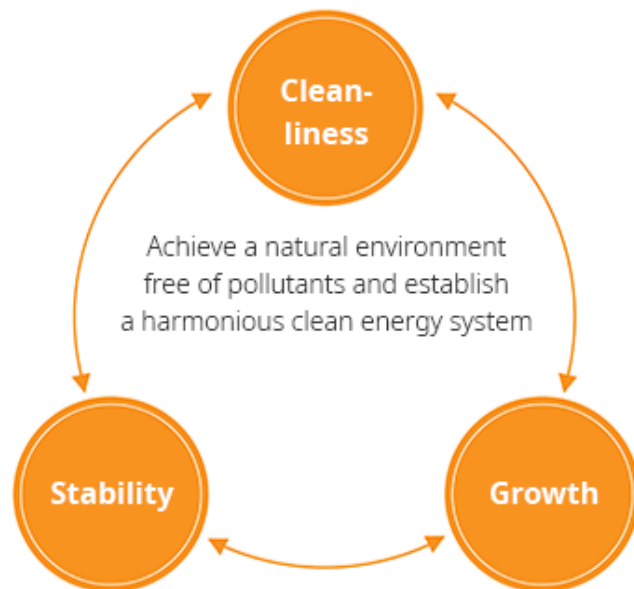 Clean-
liness
Achieve a natural environment
free of pollutants and establish
a harmonious clean energy system
Stability
Growth